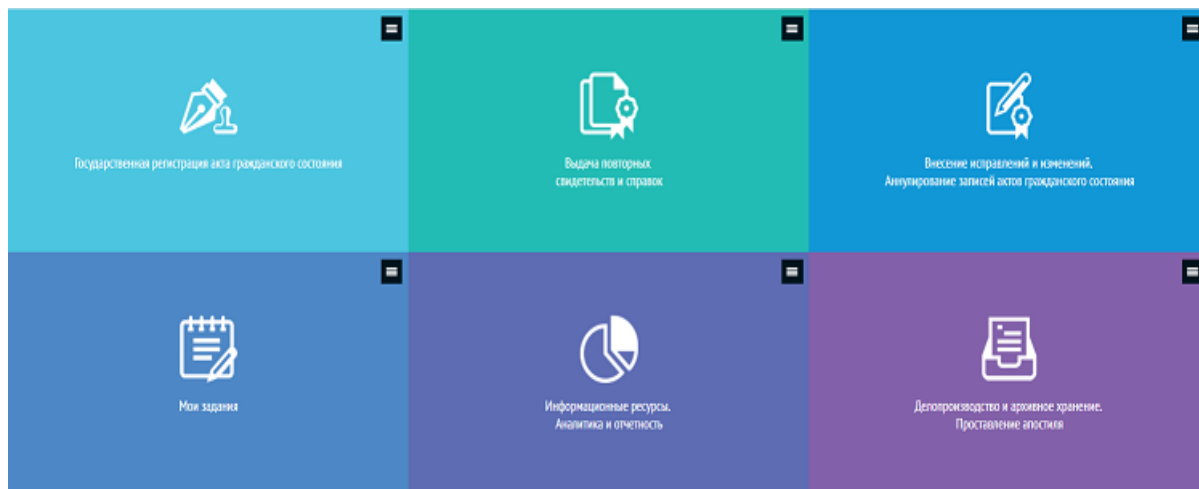 Государственная регистрация акта гражданского состояния
Выдача повторных
свидетельств и справок
Внесение исправлений и изменений.
Аннулирование записей актов гражданского состояния
Мои задания
Информационные ресурсы.
Аналитика и отчетность
Делопроизводство и архивное хранение.
Проставление апостиля